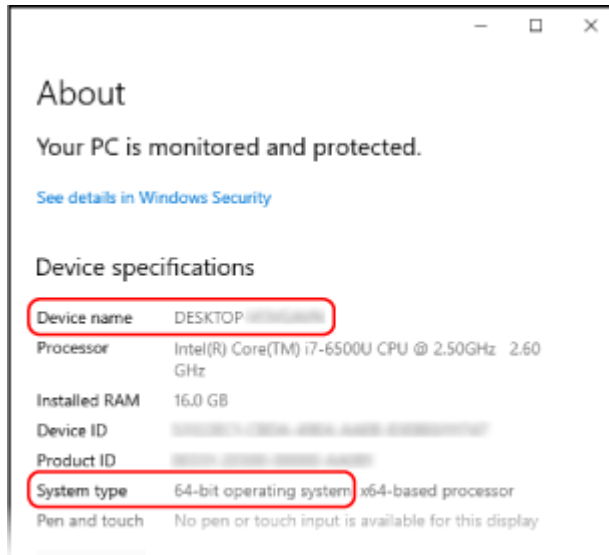 About
Your PC is monitored and protected.
See details in Windows Security
Device specifications
Device name DESKTOP
Processor Intel(R) Core(TM) i7-6500U CPU @ 2.50GHz 2.60
GHz
Installed RAM 16.0 GB
Device ID
Product ID
System type 64-bit operating system x64-based processor
Pen and touch No pen or touch input is available for this display